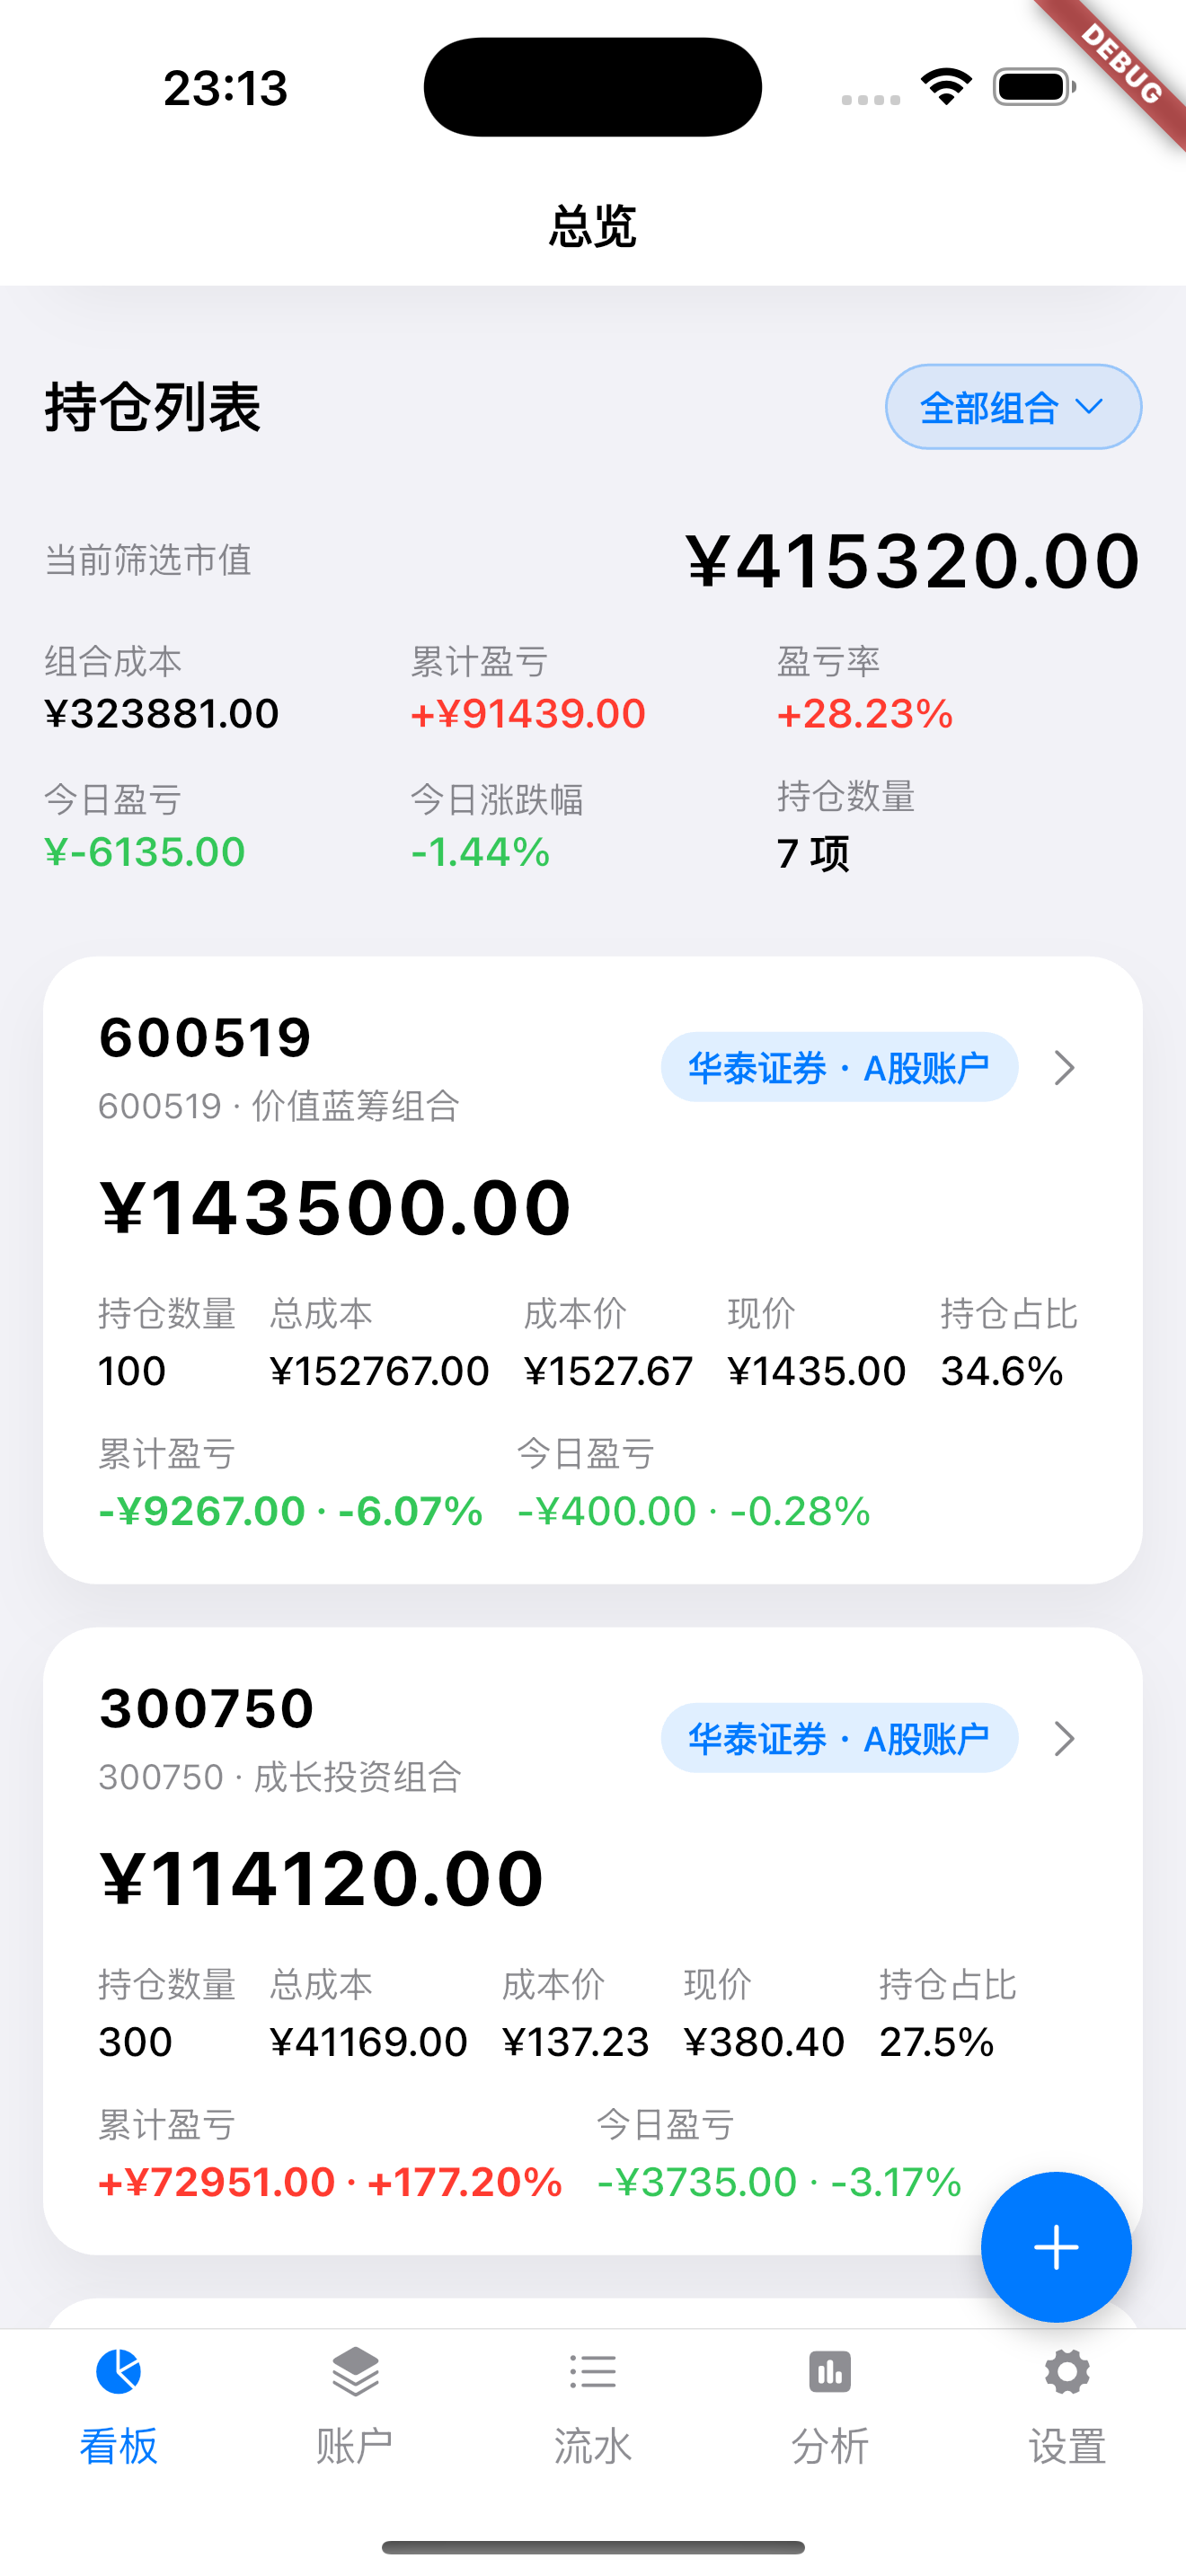 23:13
DEBUG
总览
持仓列表
全部组合
当前筛选市值
¥415320.00
组合成本 累计盈亏 盈亏率
¥323881.00 +¥91439.00 +28.23%
今日盈亏 今日涨跌幅 持仓数量
¥-6135.00 -1.44% 7 项
600519
华泰证券 · A股账户
600519 · 价值蓝筹组合
¥143500.00
持仓数量 总成本 成本价 现价 持仓占比
100 ¥152767.00 ¥1527.67 ¥1435.00 34.6%
累计盈亏 今日盈亏
-¥9267.00 · -6.07% -¥400.00 · -0.28%
300750
华泰证券 · A股账户
300750 · 成长投资组合
¥114120.00
持仓数量 总成本 成本价 现价 持仓占比
300 ¥41169.00 ¥137.23 ¥380.40 27.5%
累计盈亏 今日盈亏
+¥72951.00 · +177.20% -¥3735.00 · -3.17%
看板 账户 流水 分析 设置